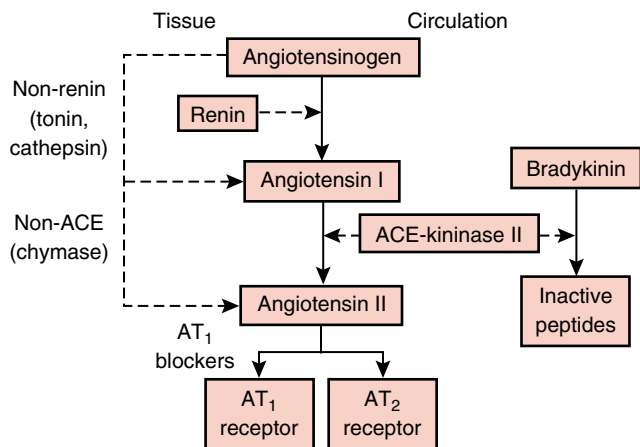 Tissue
Circulation
Angiotensinogen
Non-renin
(tonin,
cathepsin)
Renin
Angiotensin I
Bradykinin
Non-ACE
(chymase)
ACE-kininase II
Angiotensin II
Inactive
peptides
AT₁
blockers
AT₁
receptor
AT₂
receptor